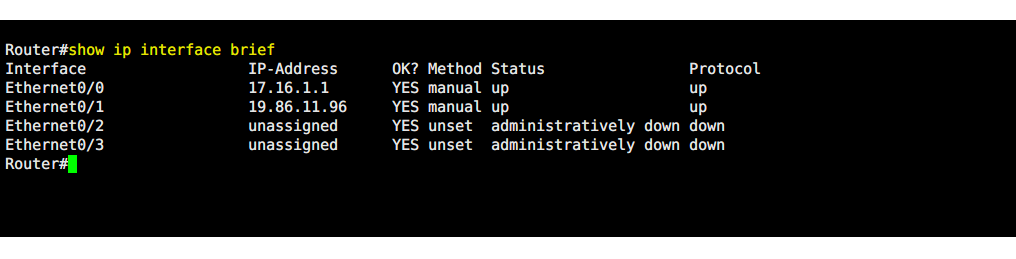 Router#show ip interface brief
Interface                  IP-Address      OK? Method Status                Protocol
Ethernet0/0                17.16.1.1       YES manual up                    up
Ethernet0/1                19.86.11.96     YES manual up                    up
Ethernet0/2                unassigned      YES unset  administratively down down
Ethernet0/3                unassigned      YES unset  administratively down down
Router#